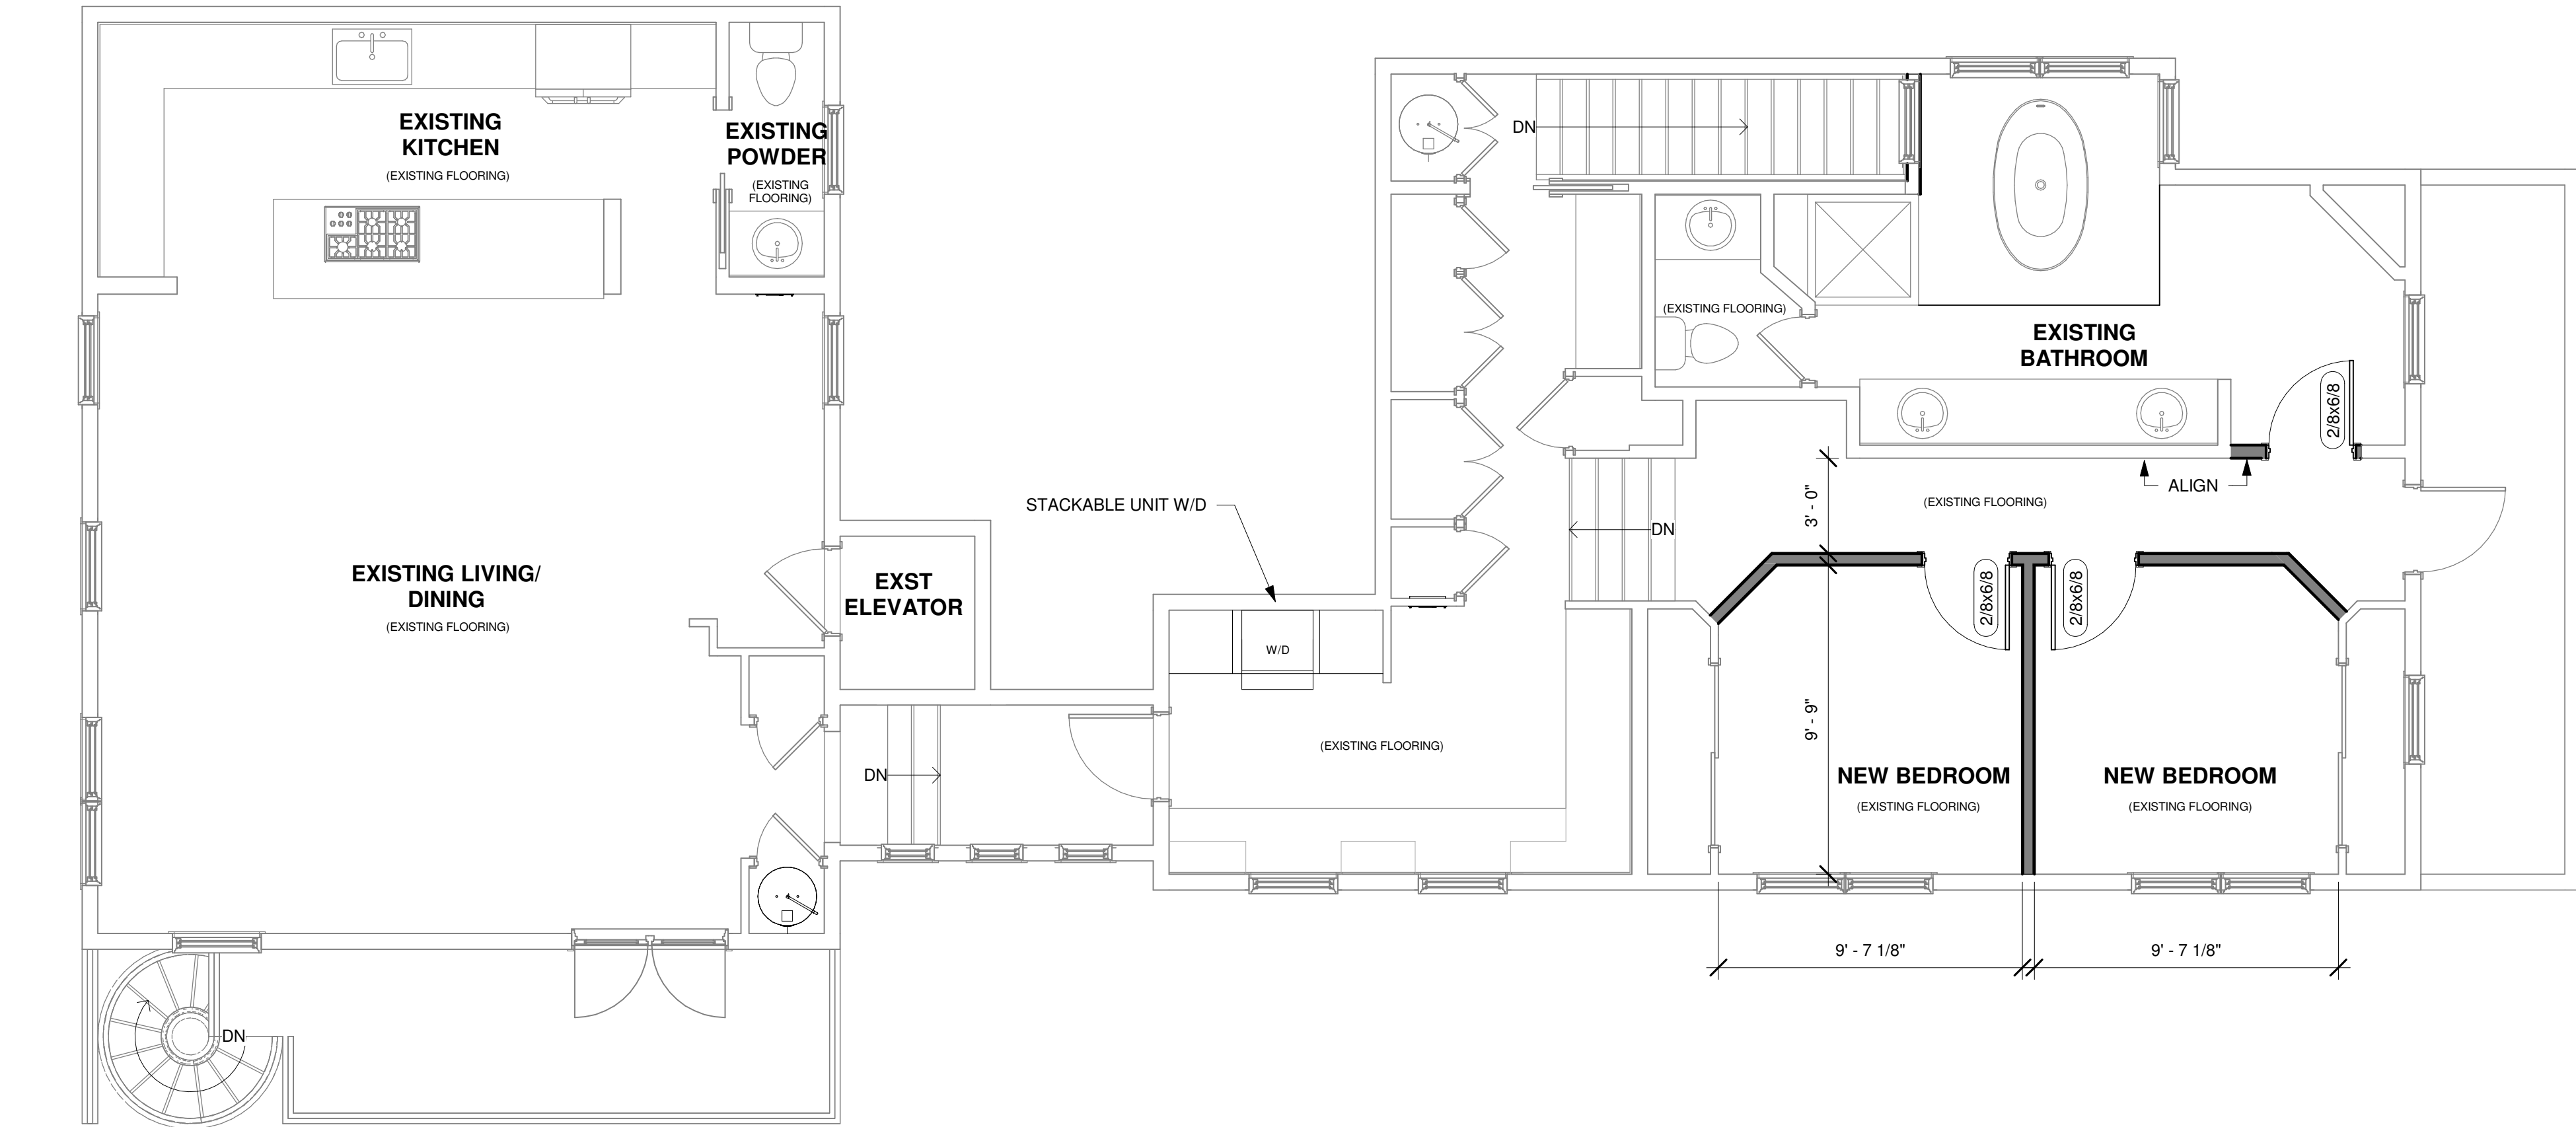 EXISTING
KITCHEN
(EXISTING FLOORING)
EXISTING
POWDER
(EXISTING
FLOORING)
DN
(EXISTING FLOORING)
EXISTING
BATHROOM
2/8x6/8
ALIGN
(EXISTING FLOORING)
3' - 0"
STACKABLE UNIT W/D
DN
EXISTING LIVING/
DINING
(EXISTING FLOORING)
EXST
ELEVATOR
W/D
2/8x6/8
2/8x6/8
9' - 9"
(EXISTING FLOORING)
DN
NEW BEDROOM
(EXISTING FLOORING)
NEW BEDROOM
(EXISTING FLOORING)
9' - 7 1/8"
9' - 7 1/8"
DN